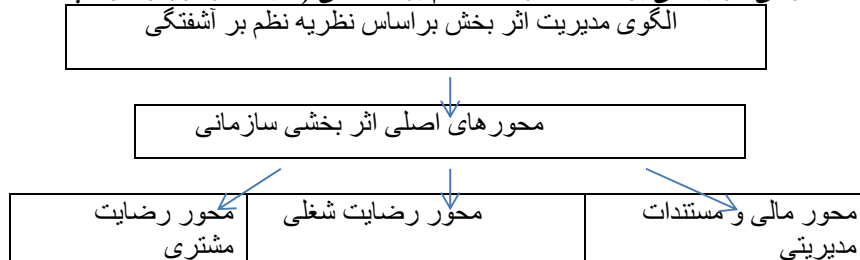 الگوی مدیریت اثر بخش براساس نظریه نظم بر آشفتگی
محورهای اصلی اثر بخشی سازمانی
محور مالی و مستندات
مدیریتی
محور رضایت شغلی
محور رضایت
مشتری